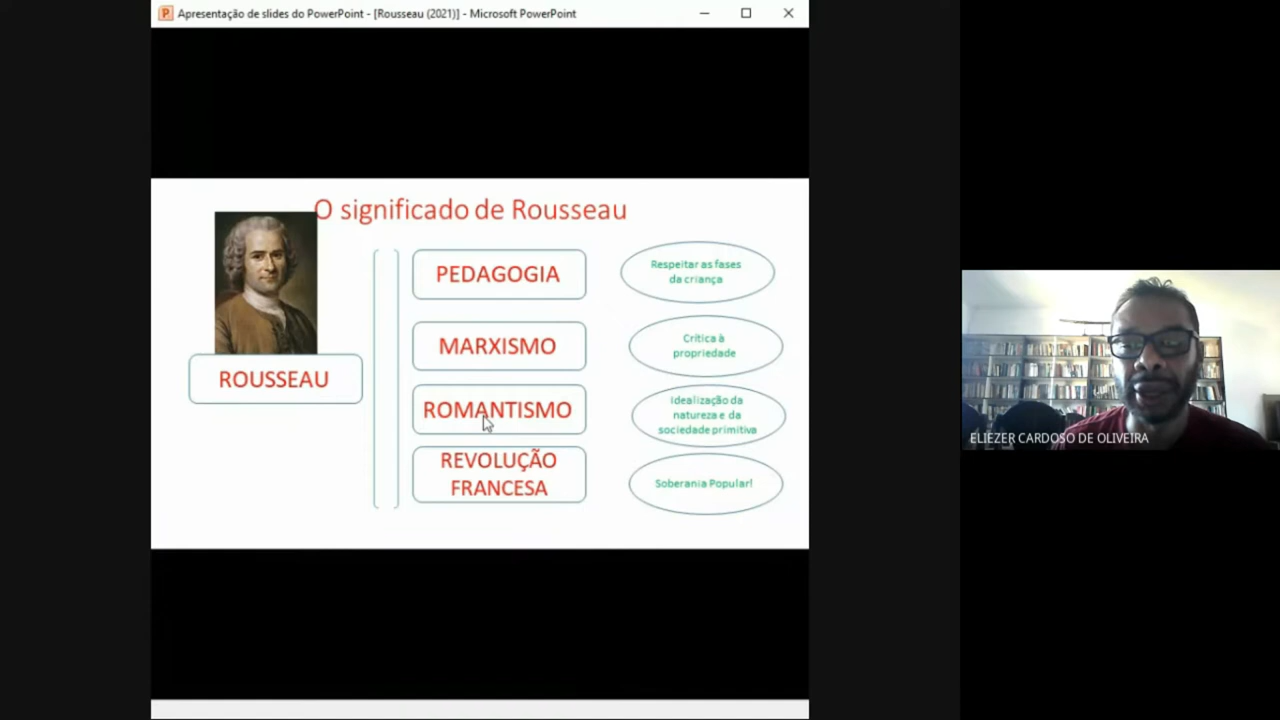 Apresentação de slides do PowerPoint - [Rousseau (2021)] - Microsoft PowerPoint
O significado de Rousseau
ROUSSEAU
PEDAGOGIA
Respeitar as fases
da criança
MARXISMO
Crítica à
propriedade
ROMANTISMO
Idealização da
natureza e da
sociedade primitiva
REVOLUÇÃO
FRANCESA
Soberania Popular!
ELIEZER CARDOSO DE OLIVEIRA